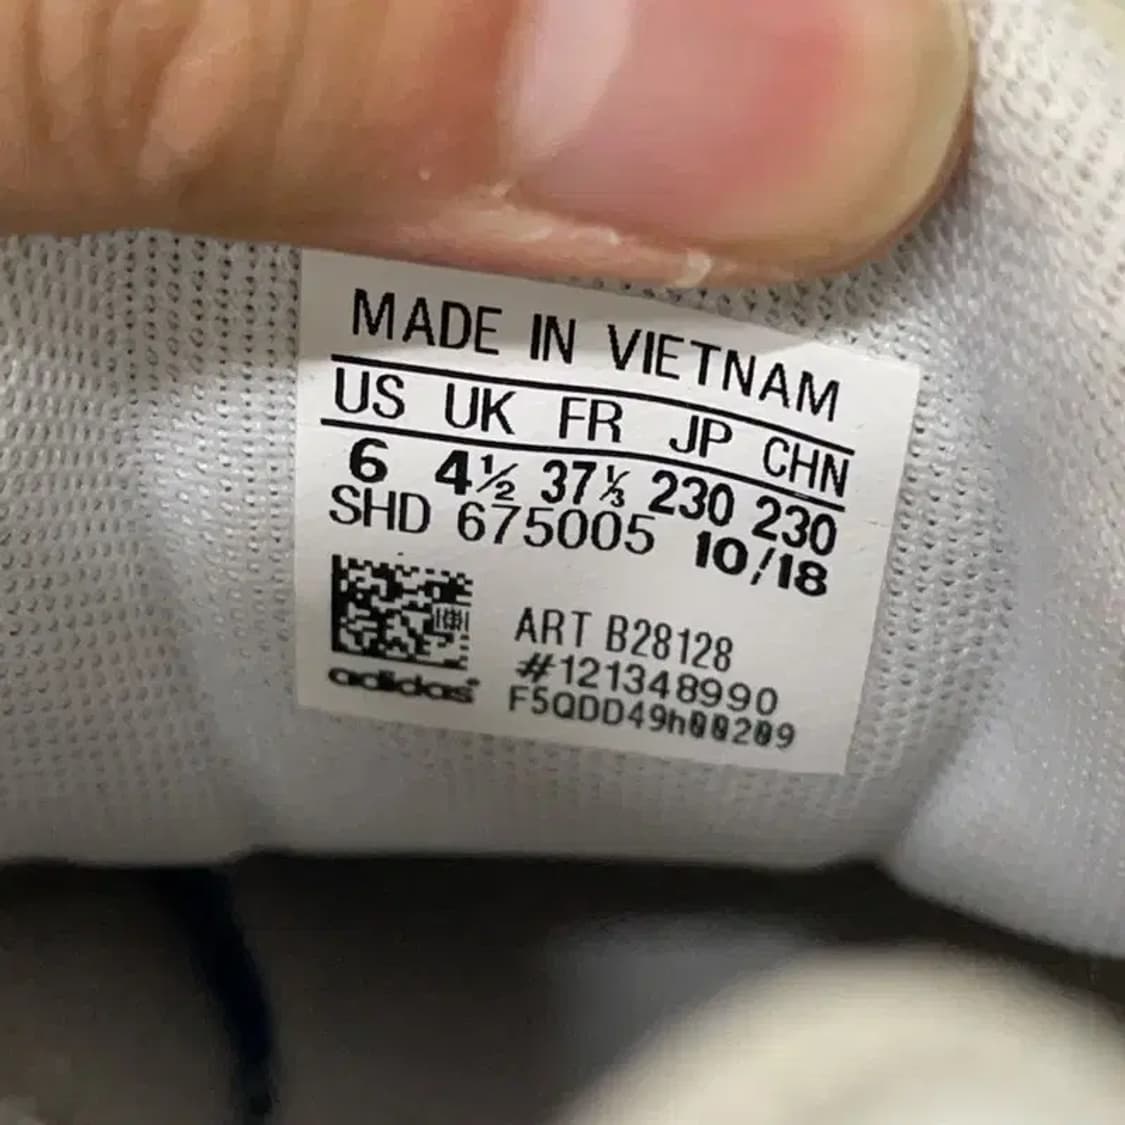 MADE IN VIETNAM
US UK FR JP CHN
6 4½ 37⅓ 230 230
SHD 675005 10/18
ART B28128
#121348990
adidas F5QDD49h00209